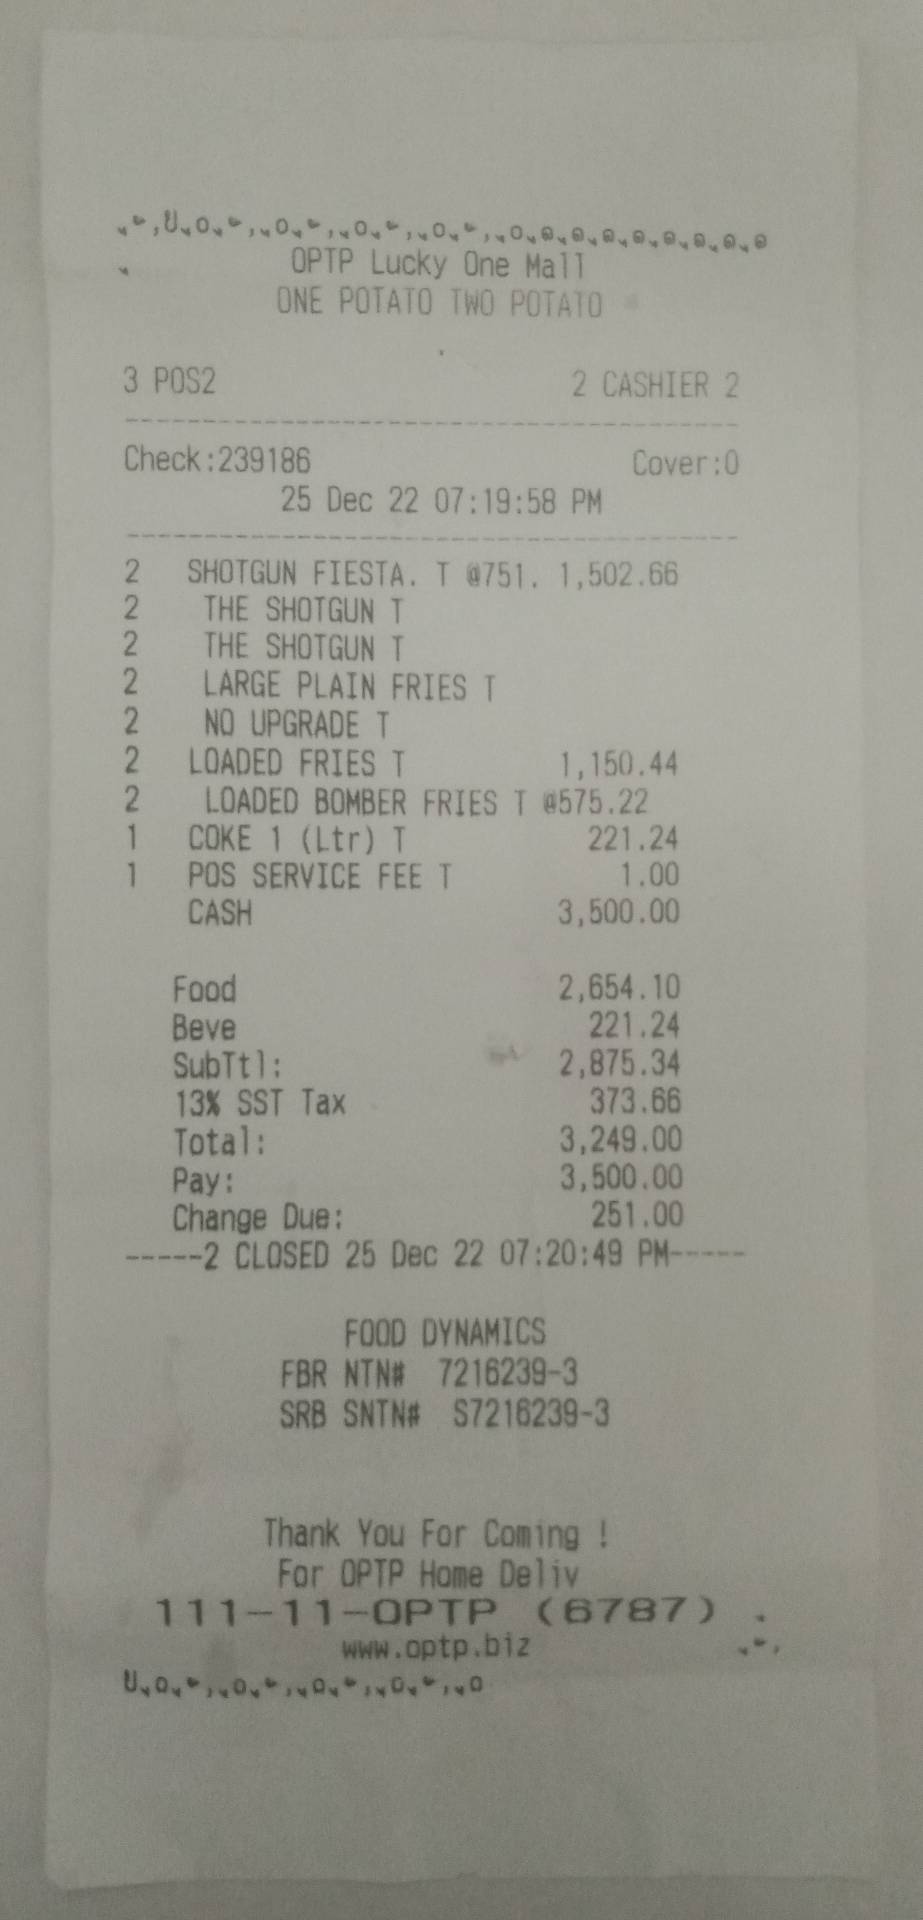 OPTP Lucky One Mall
ONE POTATO TWO POTATO
3 POS2 2 CASHIER 2
Check:239186 Cover:0
25 Dec 22 07:19:58 PM
2 SHOTGUN FIESTA. T @751. 1,502.66
2 THE SHOTGUN T
2 THE SHOTGUN T
2 LARGE PLAIN FRIES T
2 NO UPGRADE T
2 LOADED FRIES T 1,150.44
2 LOADED BOMBER FRIES T @575.22
1 COKE 1 (Ltr) T 221.24
1 POS SERVICE FEE T 1.00
CASH 3,500.00
Food 2,654.10
Beve 221.24
SubTtl: 2,875.34
13% SST Tax 373.66
Total: 3,249.00
Pay: 3,500.00
Change Due: 251.00
-----2 CLOSED 25 Dec 22 07:20:49 PM-----
FOOD DYNAMICS
FBR NTN# 7216239-3
SRB SNTN# S7216239-3
Thank You For Coming !
For OPTP Home Deliv
111-11-OPTP (6787)
www.optp.biz